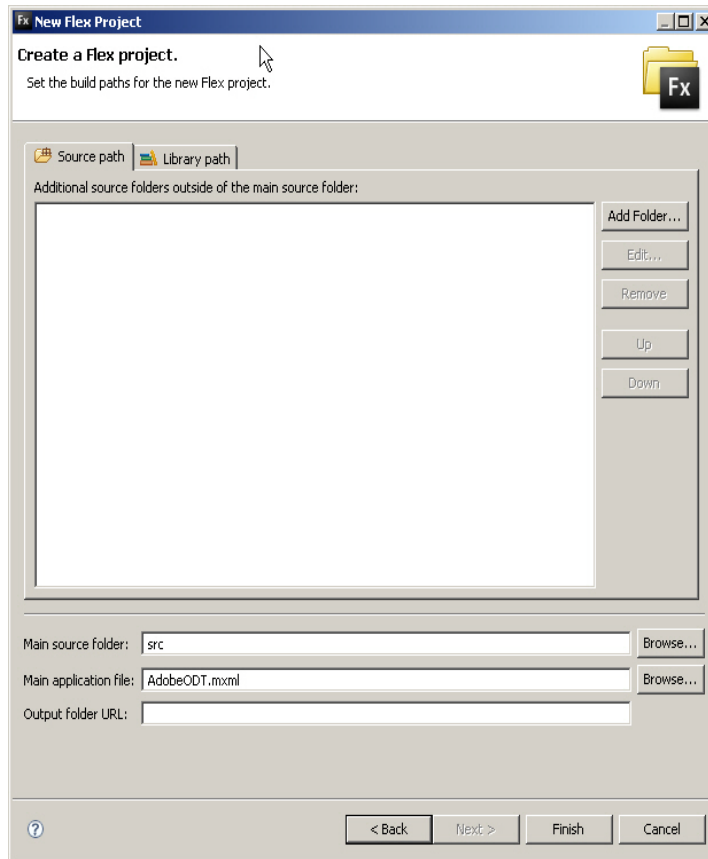 Fx New Flex Project
Create a Flex project.
Set the build paths for the new Flex project.
Fx
Source path
Library path
Additional source folders outside of the main source folder:
Add Folder...
Edit...
Remove
Up
Down
Main source folder: src Browse...
Main application file: AdobeODT.mxml Browse...
Output folder URL:
? < Back Next > Finish Cancel